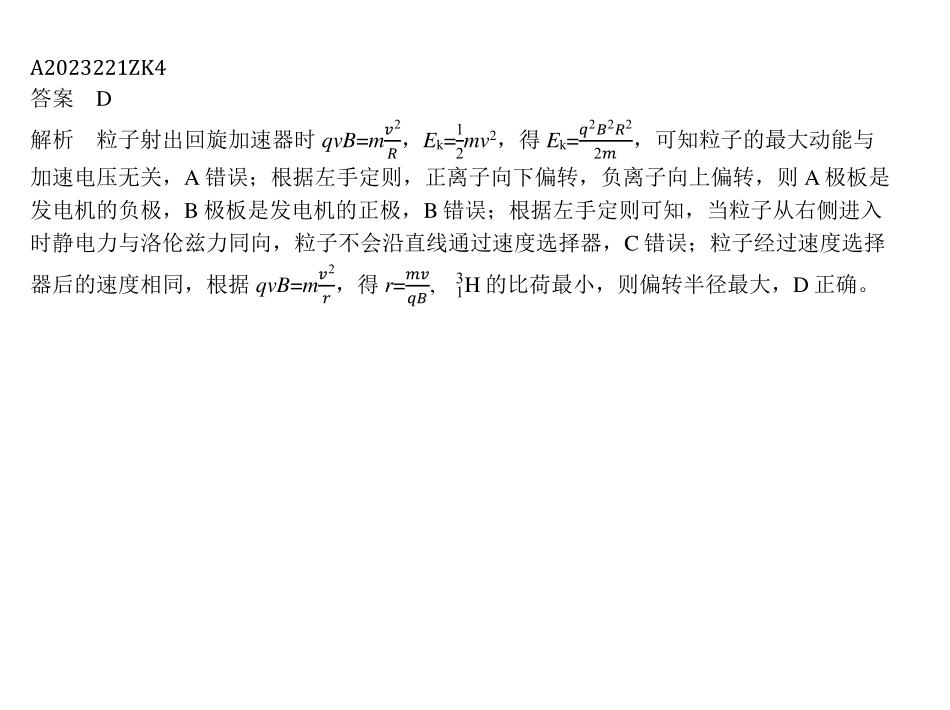 A2023221ZK4
答案　D
解析　粒子射出回旋加速器时 qvB=m\frac{v^2}{R}，E_k=\frac{1}{2}mv^2，得 E_k=\frac{q^2B^2R^2}{2m}，可知粒子的最大动能与
加速电压无关，A 错误；根据左手定则，正离子向下偏转，负离子向上偏转，则 A 极板是
发电机的负极，B 极板是发电机的正极，B 错误；根据左手定则可知，当粒子从右侧进入
时静电力与洛伦兹力同向，粒子不会沿直线通过速度选择器，C 错误；粒子经过速度选择
器后的速度相同，根据 qvB=m\frac{v^2}{r}，得 r=\frac{mv}{qB}， ^3_1H 的比荷最小，则偏转半径最大，D 正确。